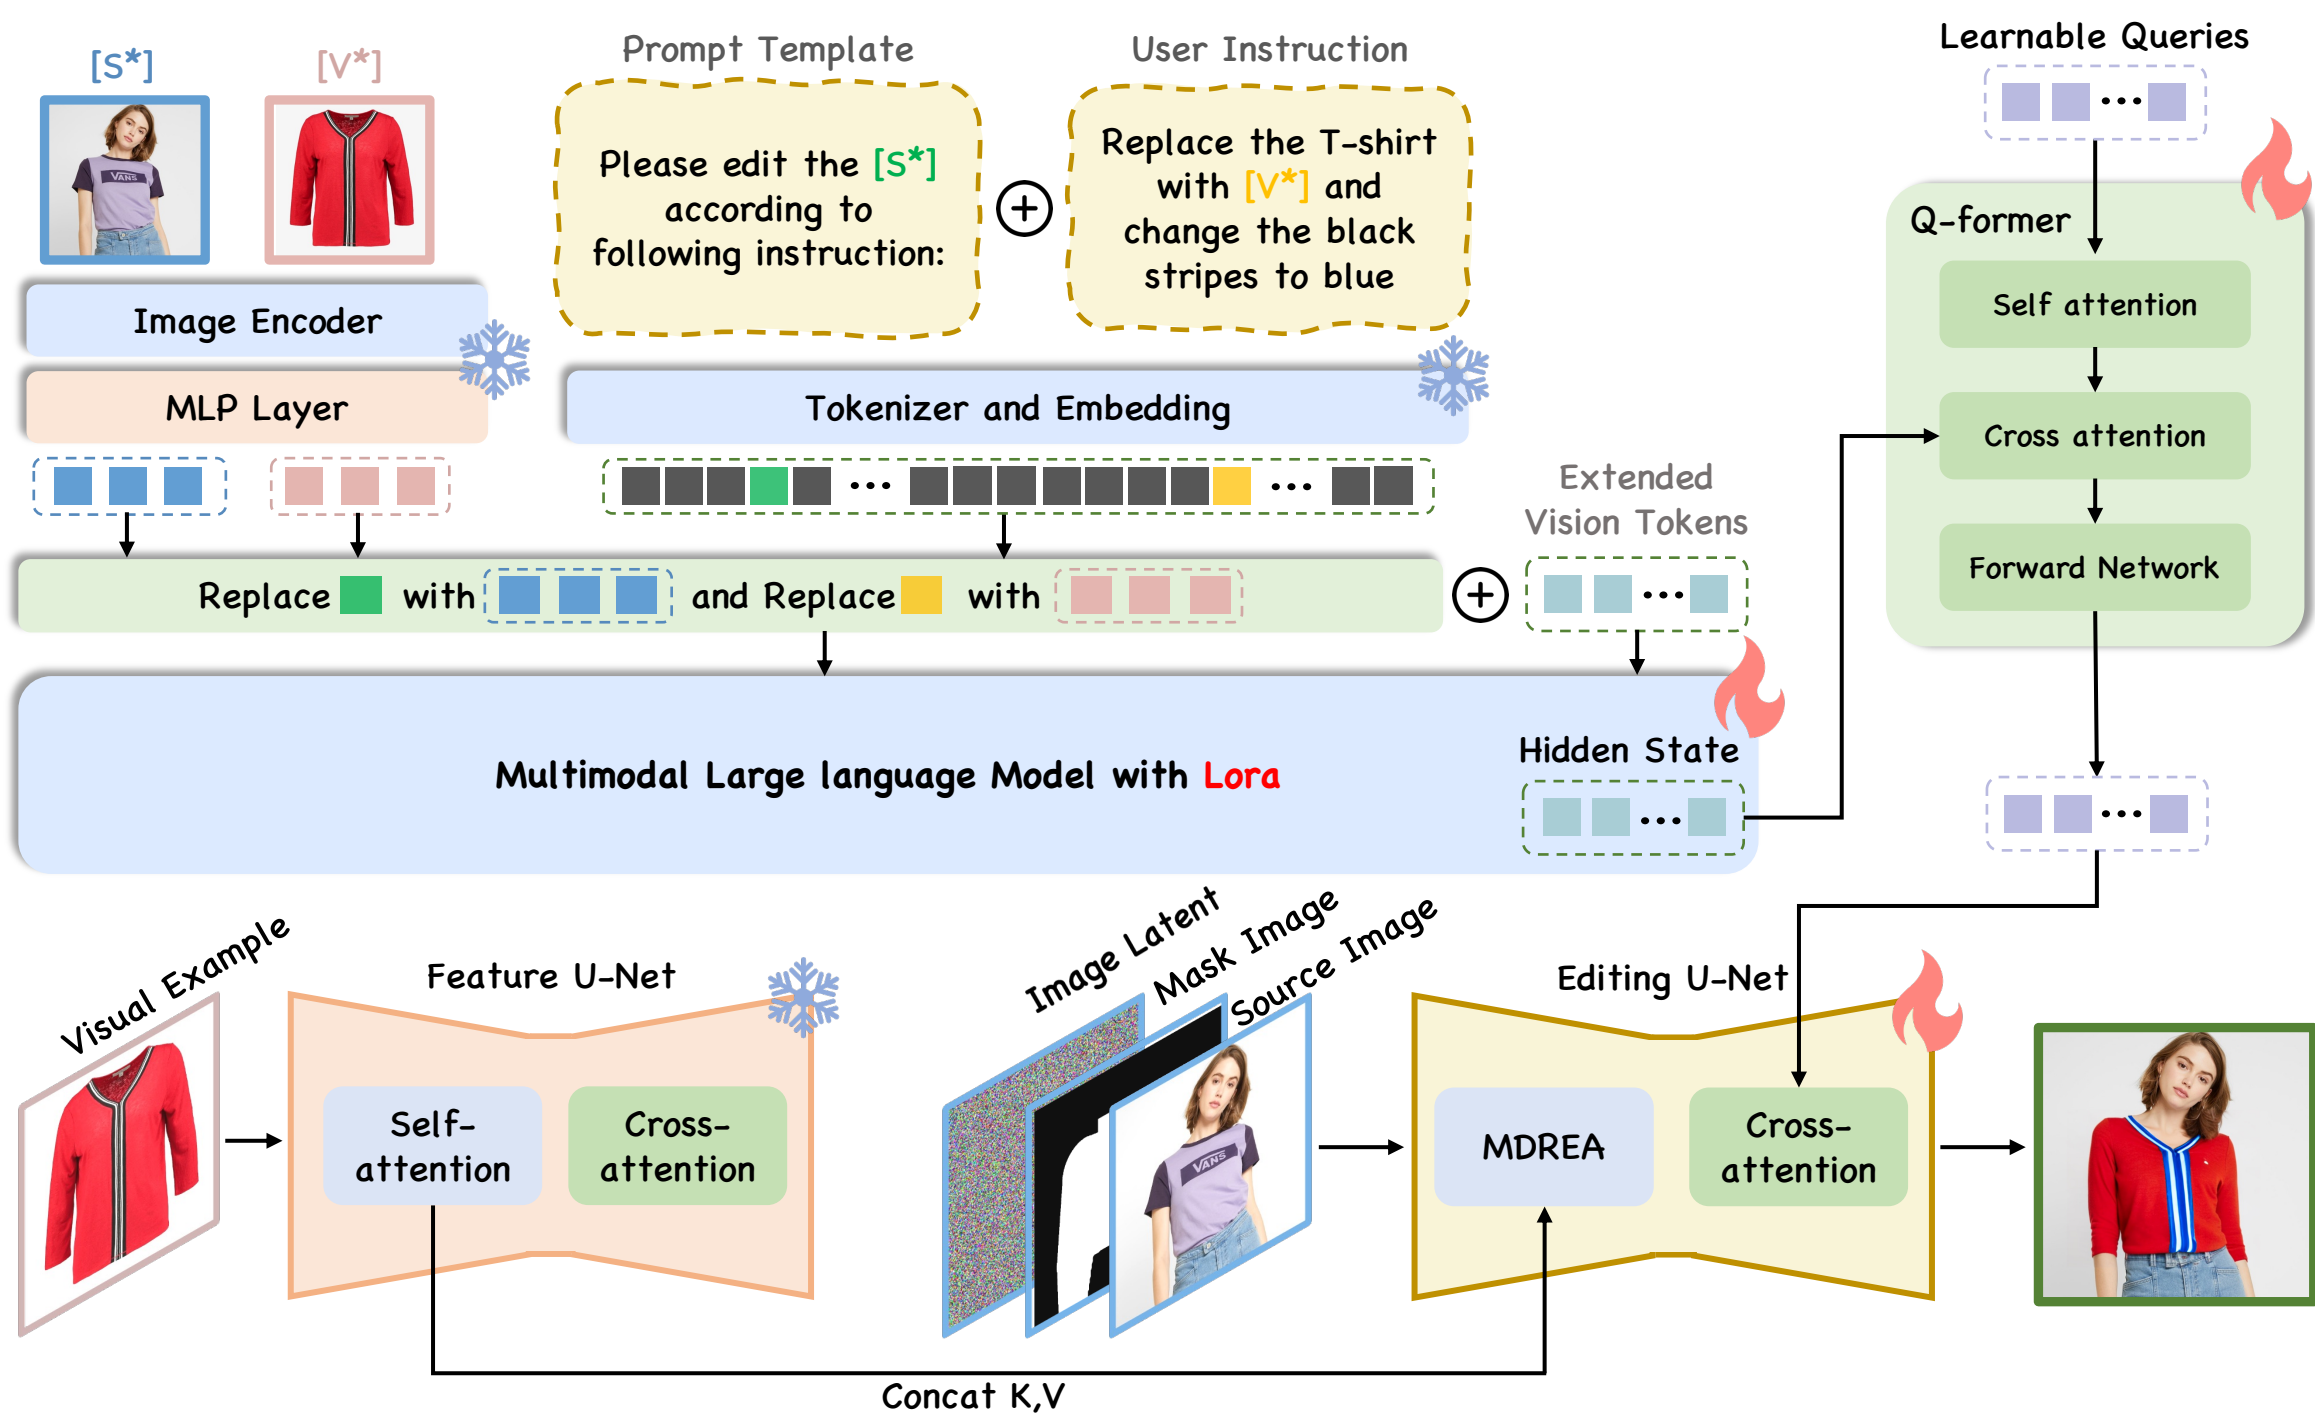 [S*]
[V*]
Prompt Template
User Instruction
Learnable Queries
VANS
Please edit the [S*]
according to
following instruction:
Replace the T-shirt
with [V*] and
change the black
stripes to blue
Q-former
Image Encoder
MLP Layer
Tokenizer and Embedding
Self attention
Cross attention
Forward Network
Extended
Vision Tokens
Replace with and Replace with
Multimodal Large language Model with Lora
Hidden State
Visual Example
Feature U-Net
Self-
attention
Cross-
attention
Image Latent
Mask Image
Source Image
VANS
Editing U-Net
MDREA
Cross-
attention
Concat K,V